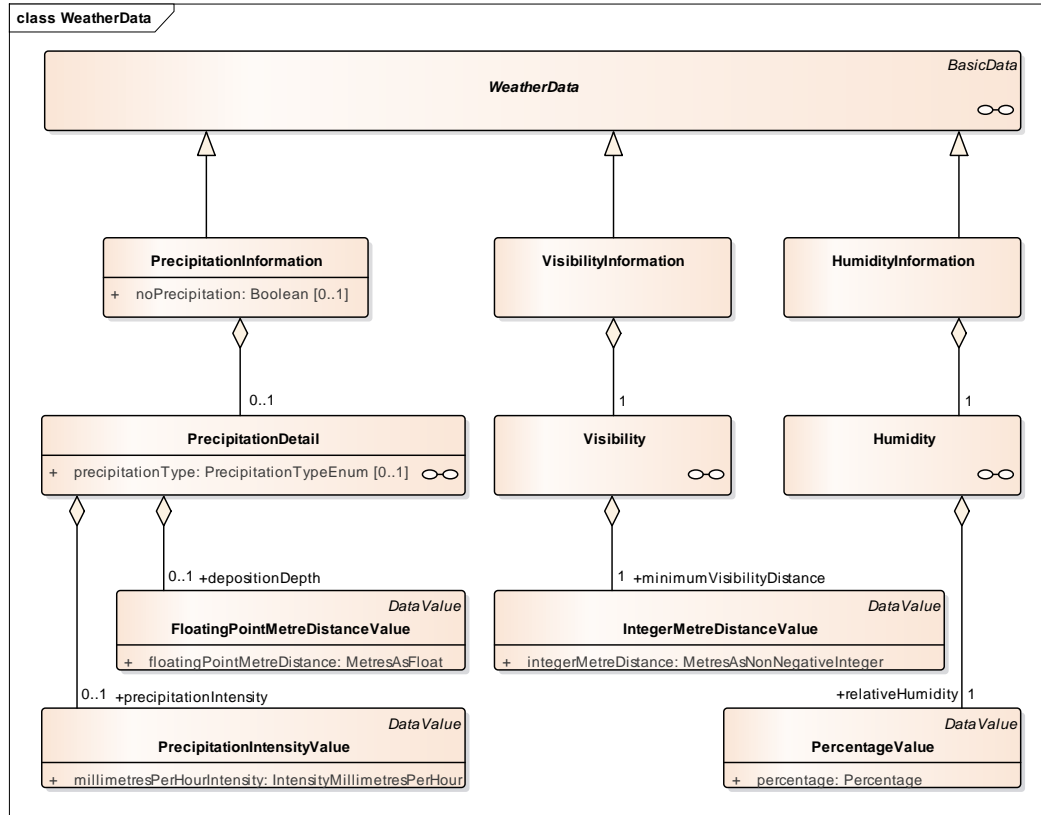 class WeatherData
BasicData
WeatherData
PrecipitationInformation
+ noPrecipitation: Boolean [0..1]
VisibilityInformation
HumidityInformation
0..1
1
1
PrecipitationDetail
+ precipitationType: PrecipitationTypeEnum [0..1]
Visibility
Humidity
0..1 +depositionDepth
1 +minimumVisibilityDistance
DataValue
FloatingPointMetreDistanceValue
+ floatingPointMetreDistance: MetresAsFloat
DataValue
IntegerMetreDistanceValue
+ integerMetreDistance: MetresAsNonNegativeInteger
0..1 +precipitationIntensity
+relativeHumidity 1
DataValue
PrecipitationIntensityValue
+ millimetresPerHourIntensity: IntensityMillimetresPerHour
DataValue
PercentageValue
+ percentage: Percentage